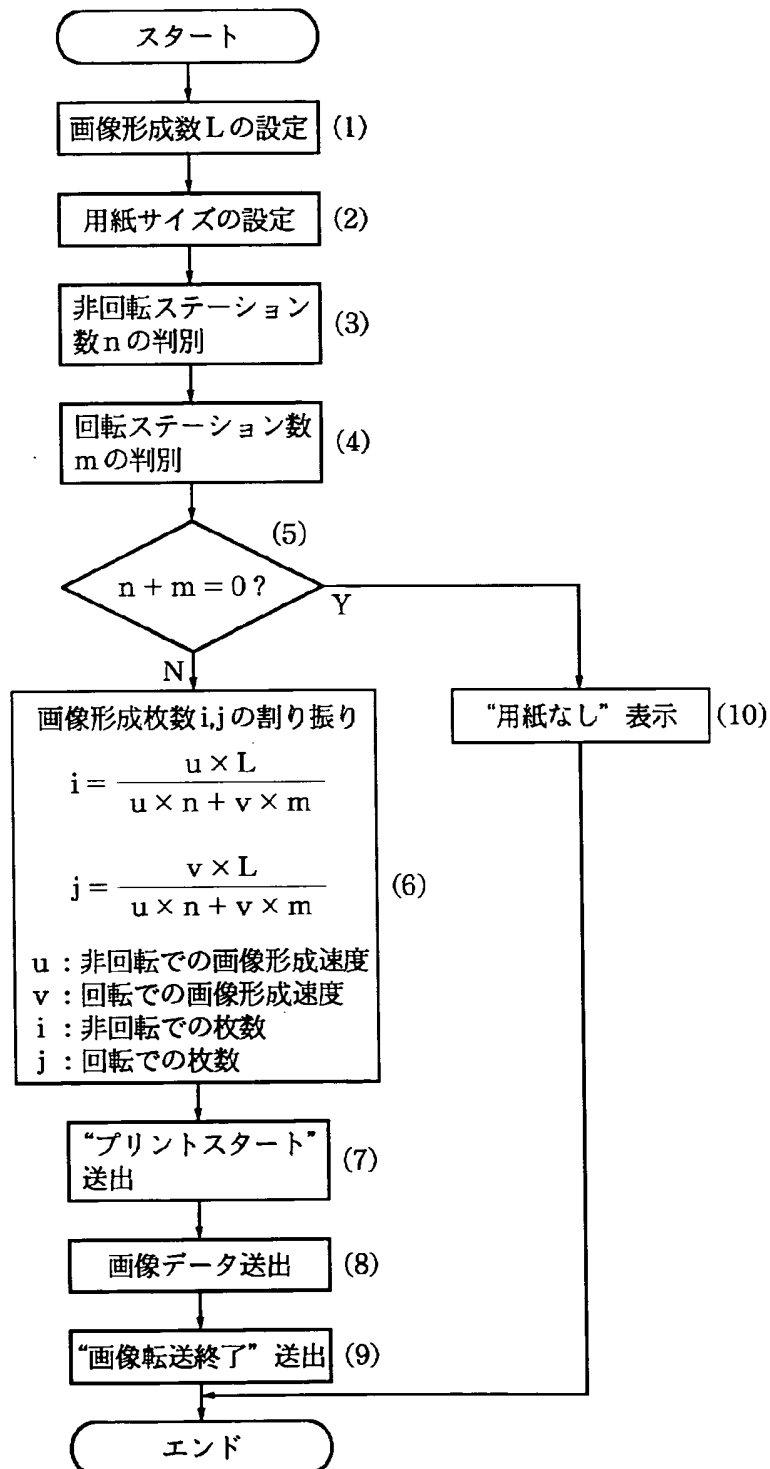 スタート
画像形成数Lの設定 (1)
用紙サイズの設定 (2)
非回転ステーション
数nの判別
(3)
回転ステーション数
mの判別
(4)
(5)
n + m = 0 ?
Y
N
画像形成枚数i,jの割り振り
i = u × L / u × n + v × m
j = v × L / u × n + v × m
(6)
u : 非回転での画像形成速度
v : 回転での画像形成速度
i : 非回転での枚数
j : 回転での枚数
“用紙なし” 表示 (10)
“プリントスタート”
送出
(7)
画像データ送出 (8)
“画像転送終了” 送出 (9)
エンド